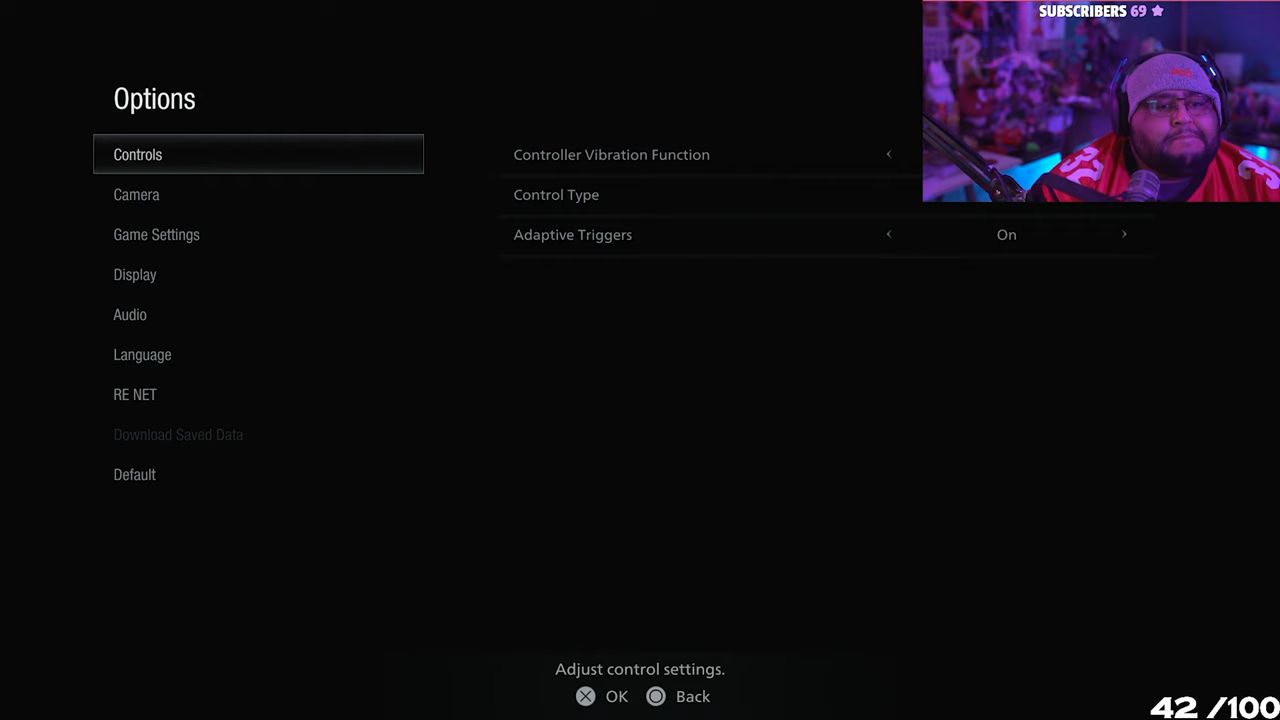 SUBSCRIBERS 69
Options
Controls
Camera
Game Settings
Display
Audio
Language
RE NET
Download Saved Data
Default
Controller Vibration Function
Control Type
Adaptive Triggers On
Adjust control settings.
OK Back
42 /100